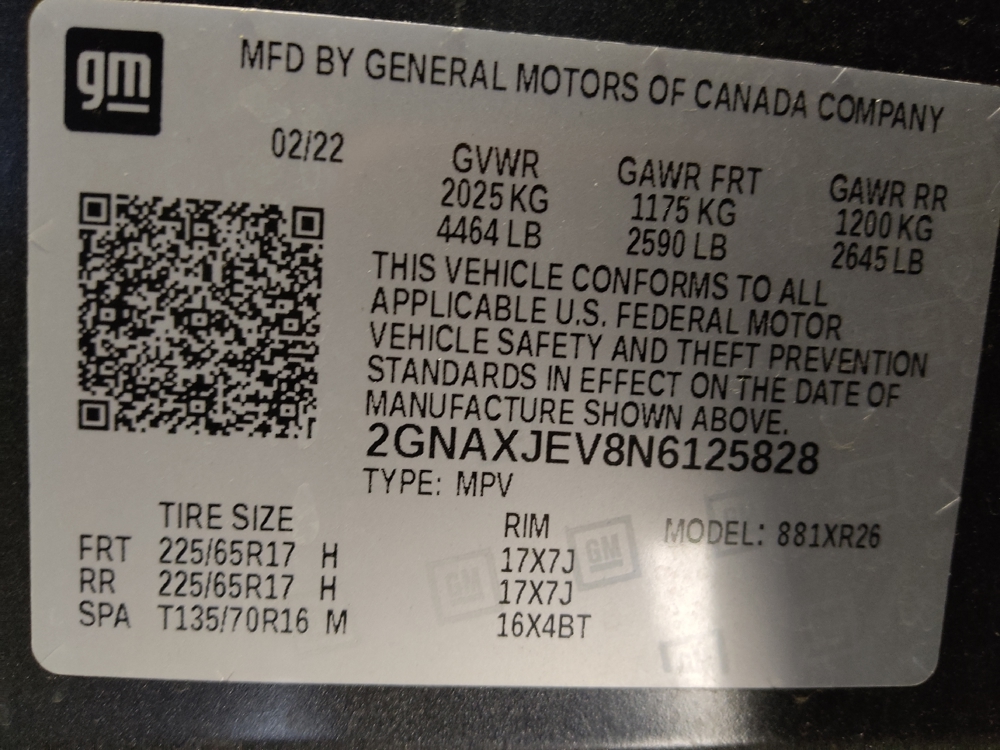 gm
MFD BY GENERAL MOTORS OF CANADA COMPANY
02/22
GVWR GAWR FRT GAWR RR
2025 KG 1175 KG 1200 KG
4464 LB 2590 LB 2645 LB
THIS VEHICLE CONFORMS TO ALL
APPLICABLE U.S. FEDERAL MOTOR
VEHICLE SAFETY AND THEFT PREVENTION
STANDARDS IN EFFECT ON THE DATE OF
MANUFACTURE SHOWN ABOVE.
2GNAXJEV8N6125828
TYPE: MPV
TIRE SIZE RIM MODEL: 881XR26
FRT 225/65R17 H 17X7J
RR 225/65R17 H 17X7J
SPA T135/70R16 M 16X4BT
GM GM